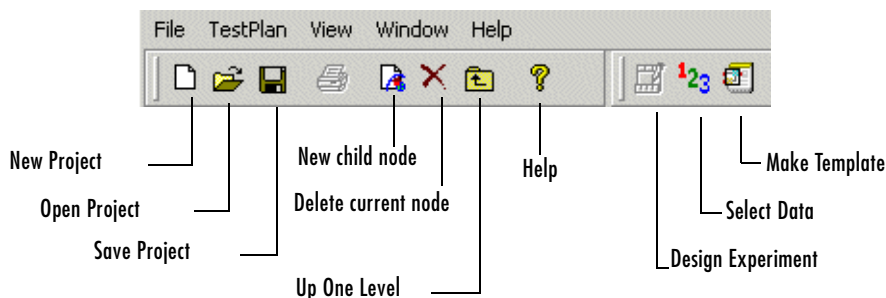 File TestPlan View Window Help
123
New Project
New child node
Help
Make Template
Open Project
Delete current node
Select Data
Save Project
Design Experiment
Up One Level